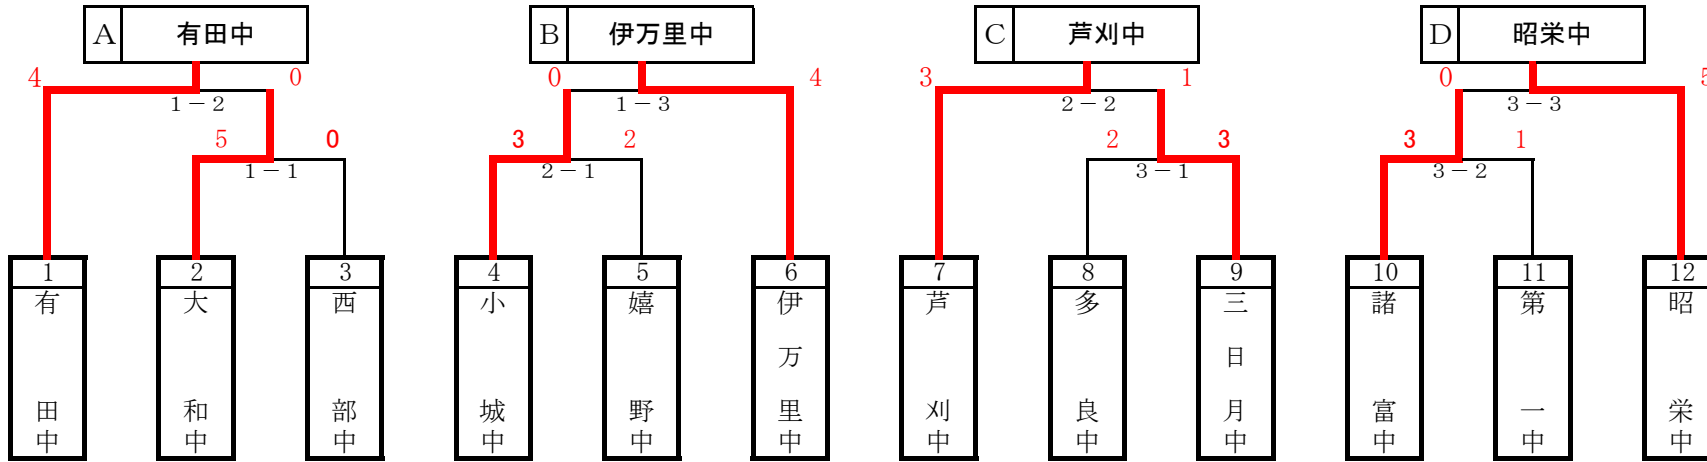 A 有田中 B 伊万里中 C 芦刈中 D 昭栄中
4 0 0 4 3 1 0 5
1－2 1－3 2－2 3－3
5 0 3 2 2 3 3 1
1－1 2－1 3－1 3－2
1 2 3 4 5 6 7 8 9 10 11 12
有田中
大和中
西部中
小城中
嬉野中
伊万里中
芦刈中
多良中
三日月中
諸富中
第一中
昭栄中